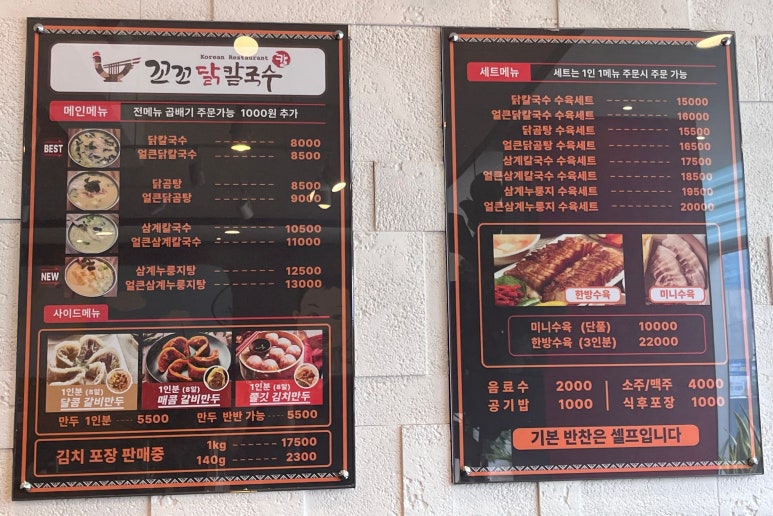 Korean Restaurant
꼬꼬닭칼국수
메인메뉴 전메뉴 곱배기 주문가능 1000원 추가
BEST
닭칼국수 8000
얼큰닭칼국수 8500
닭곰탕 8500
얼큰닭곰탕 9000
삼계칼국수 10500
얼큰삼계칼국수 11000
NEW
삼계누룽지탕 12500
얼큰삼계누룽지탕 13000
사이드메뉴
1인분 (8알) 달콤 갈비만두
1인분 (8알) 매콤 갈비만두
1인분 (8알) 쫄깃 김치만두
만두 1인분 5500 만두 반반 가능 5500
김치 포장 판매중
1kg 17500
140g 2300
세트메뉴 세트는 1인 1메뉴 주문시 주문 가능
닭칼국수 수육세트 15000
얼큰닭칼국수 수육세트 16000
닭곰탕 수육세트 15500
얼큰닭곰탕 수육세트 16500
삼계칼국수 수육세트 17500
얼큰삼계칼국수 수육세트 18500
삼계누룽지 수육세트 19500
얼큰삼계누룽지 수육세트 20000
한방수육
미니수육
미니수육 (단품) 10000
한방수육 (3인분) 22000
음료수 2000 소주/맥주 4000
공기밥 1000 식후포장 1000
기본 반찬은 셀프입니다